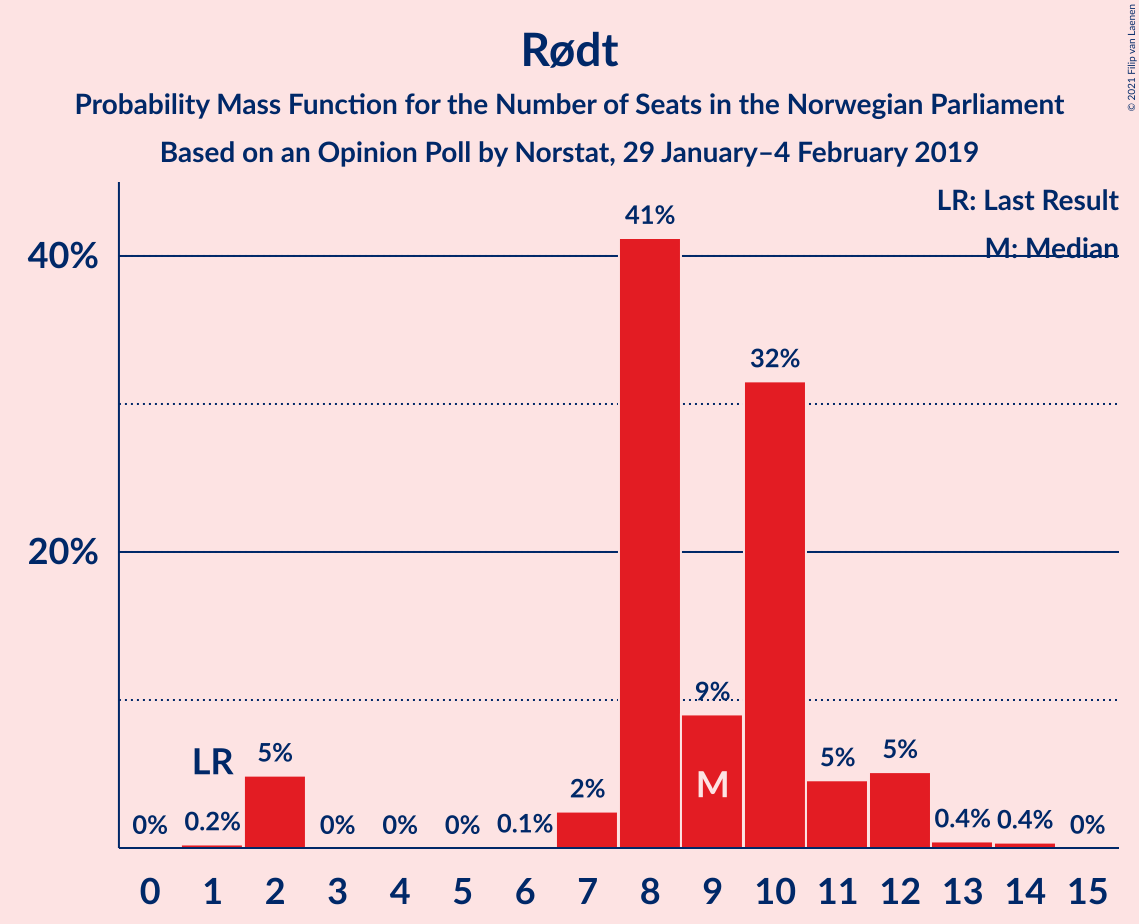 Rødt
Probability Mass Function for the Number of Seats in the Norwegian Parliament
Based on an Opinion Poll by Norstat, 29 January–4 February 2019
© 2021 Filip van Laenen
LR: Last Result
M: Median
40%
20%
0%
0.2%
LR
5%
0%
0%
0%
0.1%
2%
41%
9%
M
32%
5%
5%
0.4%
0.4%
0%
0 1 2 3 4 5 6 7 8 9 10 11 12 13 14 15